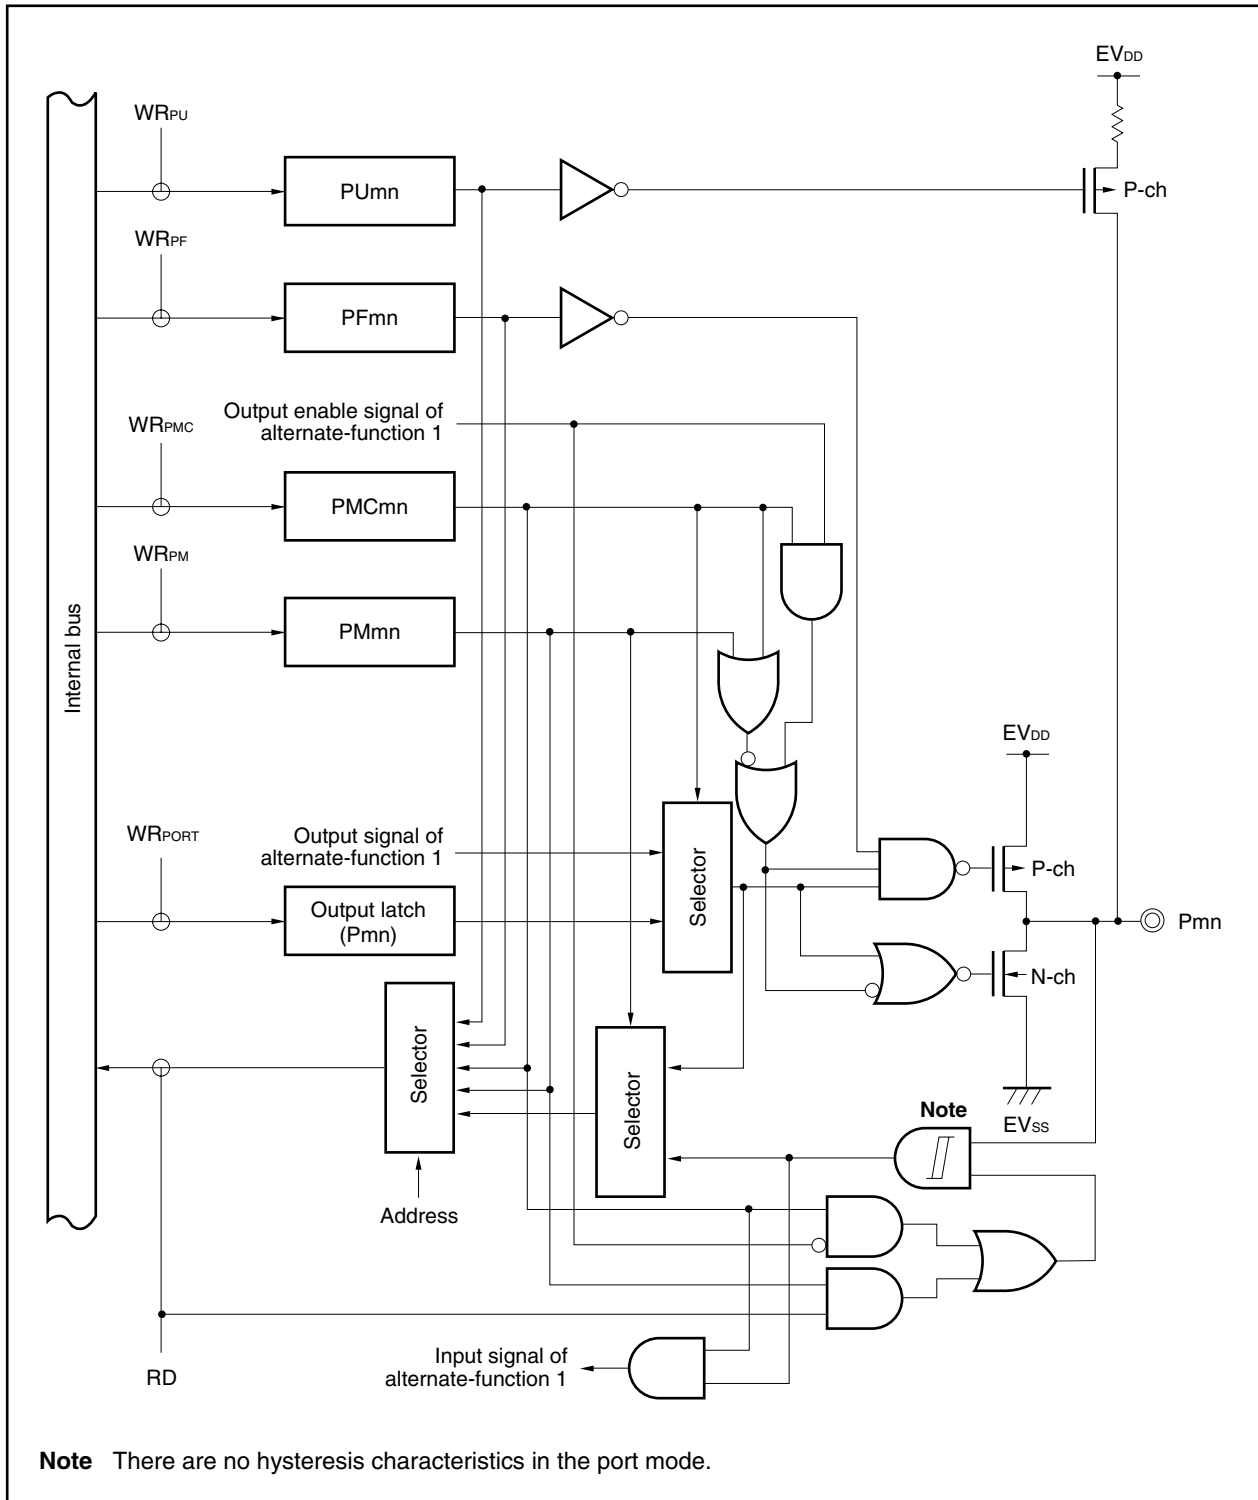 EVDD
WRPU
PUmn
P-ch
WRPF
PFmn
Output enable signal of
alternate-function 1
WRPMC
PMCmn
WRPM
PMmn
Internal bus
EVDD
WRPORT
Output signal of
alternate-function 1
Selector
P-ch
Output latch
(Pmn)
Pmn
N-ch
Selector
Selector
Note
EVSS
Address
RD
Input signal of
alternate-function 1
Note There are no hysteresis characteristics in the port mode.